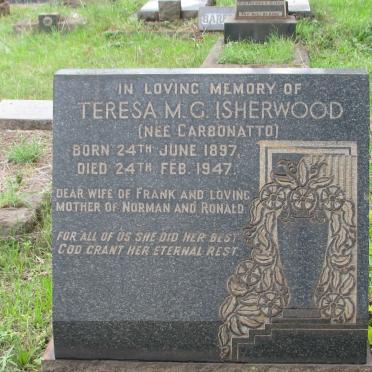 IN LOVING MEMORY OF
TERESA M.G. ISHERWOOD
(NÉE CARBONATTO)
BORN 24TH JUNE 1897.
DIED 24TH FEB. 1947.
DEAR WIFE OF FRANK AND LOVING
MOTHER OF NORMAN AND RONALD.
FOR ALL OF US SHE DID HER BEST
GOD GRANT HER ETERNAL REST.